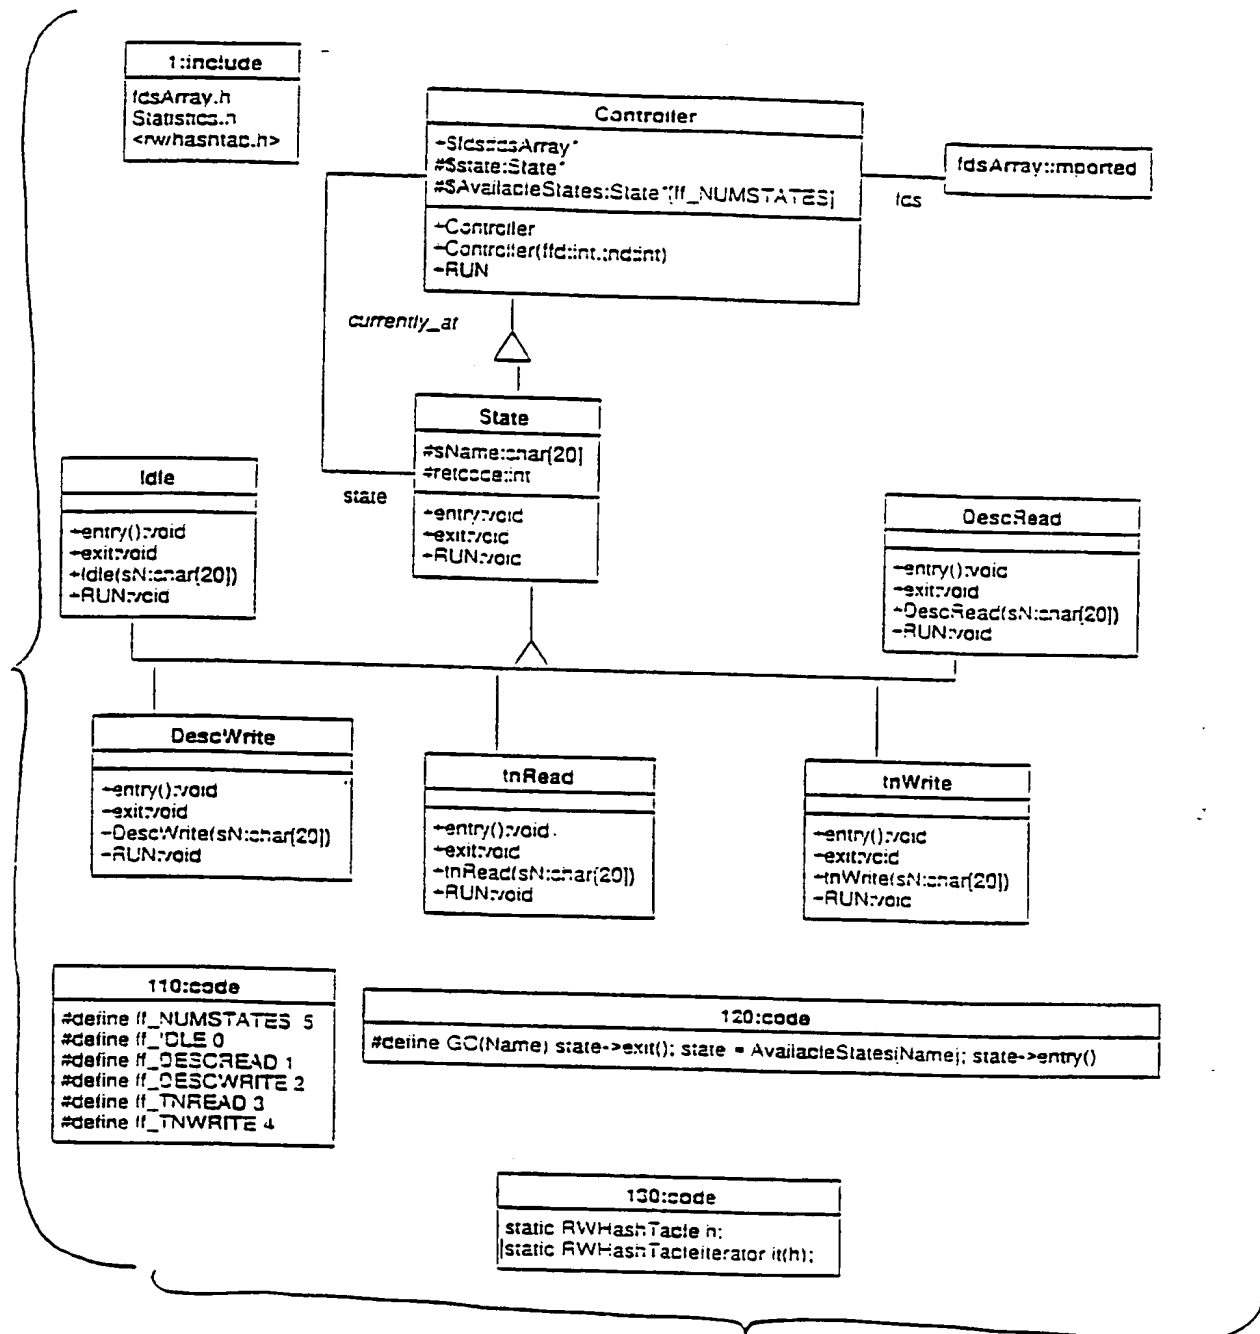 1:include
fdsArray.h
Statistics.h
<rw/hashtab.h>
Controller
+$fds:fdsArray*
#$state:State*
#$AvailableStates:State*[ff_NUMSTATES]
+Controller
+Controller(ffd:int,ind:int)
+RUN
fdsArray::imported
fds
currently_at
State
#sName:char[20]
#retcode:int
+entry:void
+exit:void
+RUN:void
state
Idle
+entry():void
+exit:void
+Idle(sN:char[20])
+RUN:void
DescRead
+entry():void
+exit:void
+DescRead(sN:char[20])
+RUN:void
DescWrite
+entry():void
+exit:void
+DescWrite(sN:char[20])
+RUN:void
tnRead
+entry():void
+exit:void
+tnRead(sN:char[20])
+RUN:void
tnWrite
+entry():void
+exit:void
+tnWrite(sN:char[20])
+RUN:void
110:code
#define ff_NUMSTATES 5
#define ff_IDLE 0
#define ff_DESCREAD 1
#define ff_DESCWRITE 2
#define ff_TNREAD 3
#define ff_TNWRITE 4
120:code
#define GO(Name) state->exit(); state = AvailableStates[Name]; state->entry()
130:code
static RWHashTable h;
static RWHashTableIterator it(h);